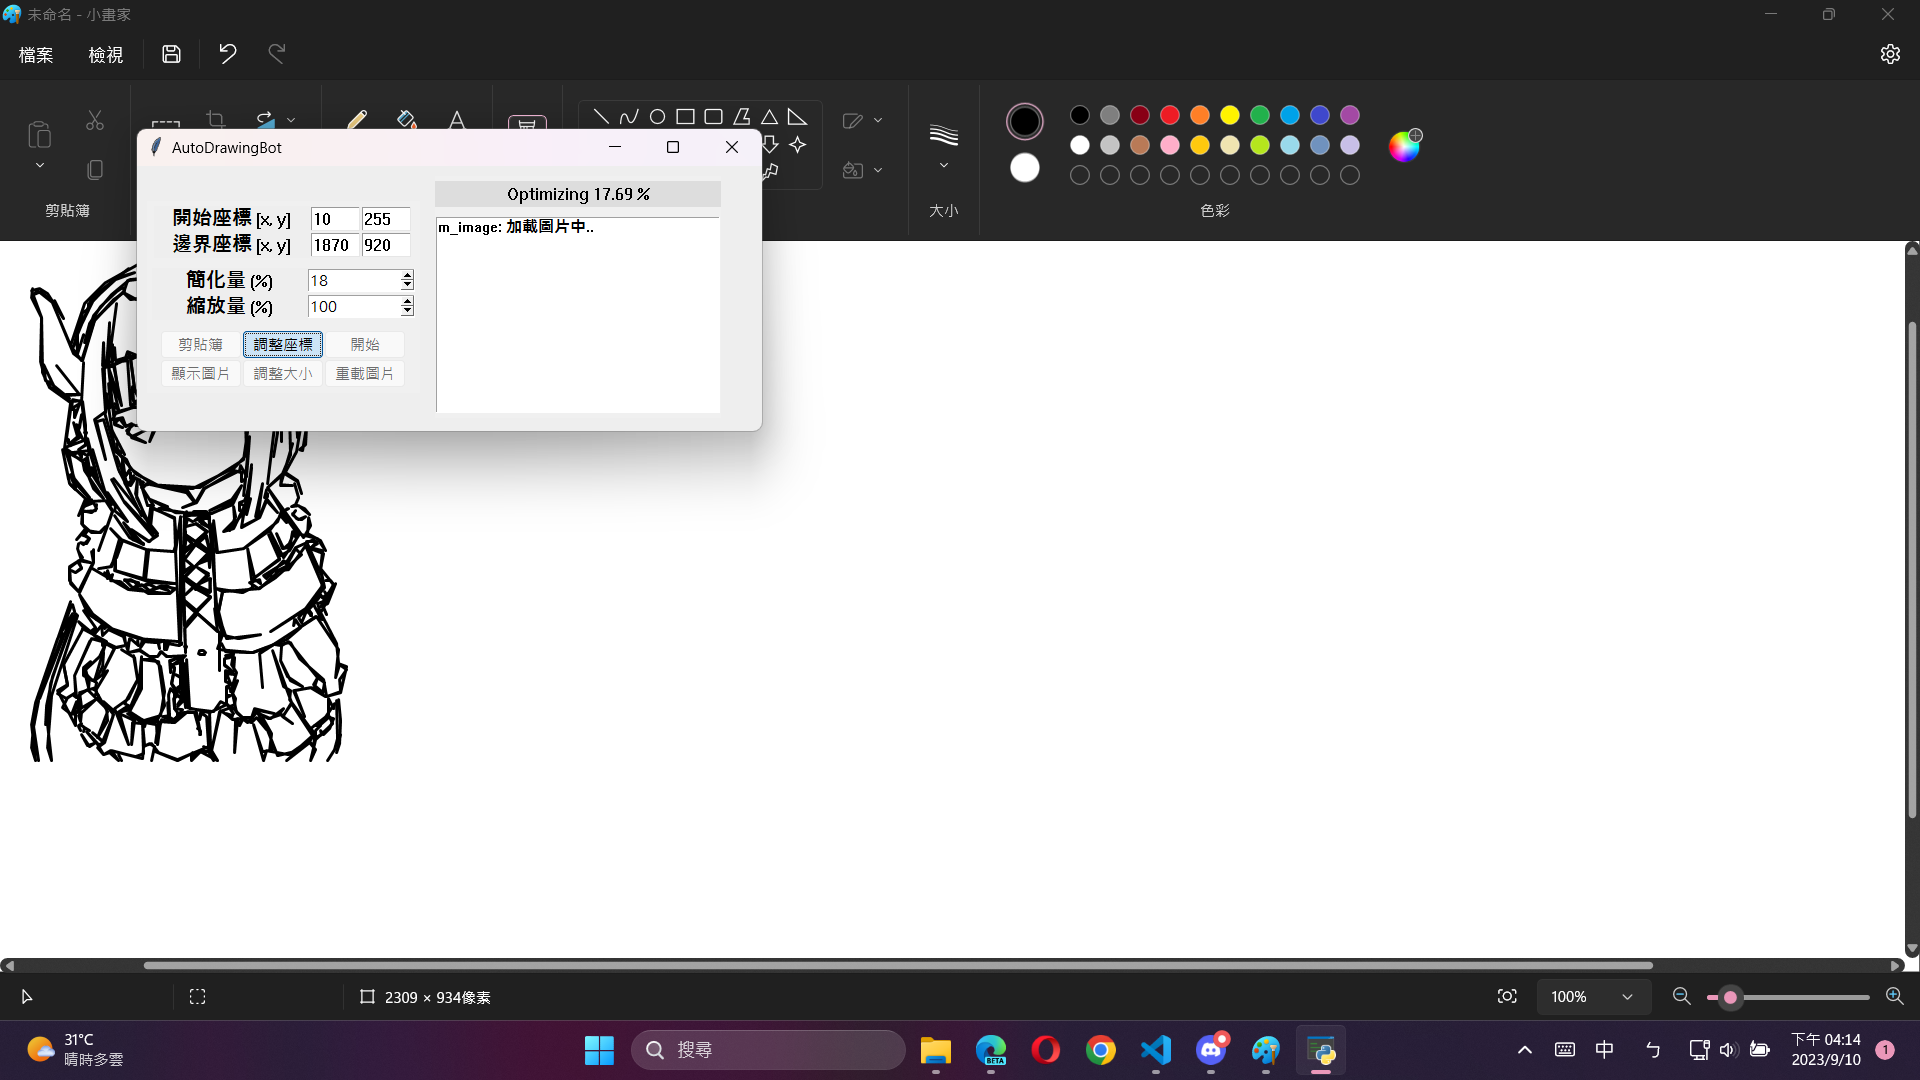 未命名 - 小畫家
檔案 檢視
剪貼簿
大小
色彩
AutoDrawingBot
開始座標 [x, y] 10 255
邊界座標 [x, y] 1870 920
簡化量 (%) 18
縮放量 (%) 100
剪貼簿 調整座標 開始
顯示圖片 調整大小 重載圖片
Optimizing 17.69 %
m_image: 加載圖片中..
2309 × 934像素
100%
31°C
晴時多雲
搜尋
BETA
中
ㄣ
下午 04:14
2023/9/10
1